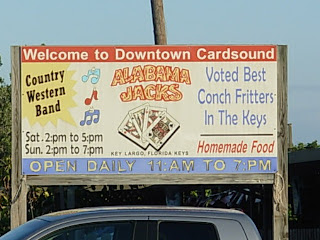 Welcome to Downtown Cardsound
Country
Western
Band
Sat. 2:pm to 5:pm
Sun. 2:pm to 7:pm
ALABAMA
JACKS
KEY LARGO, FLORIDA KEYS
Voted Best
Conch Fritters
In The Keys
Homemade Food
OPEN DAILY 11:AM TO 7:PM